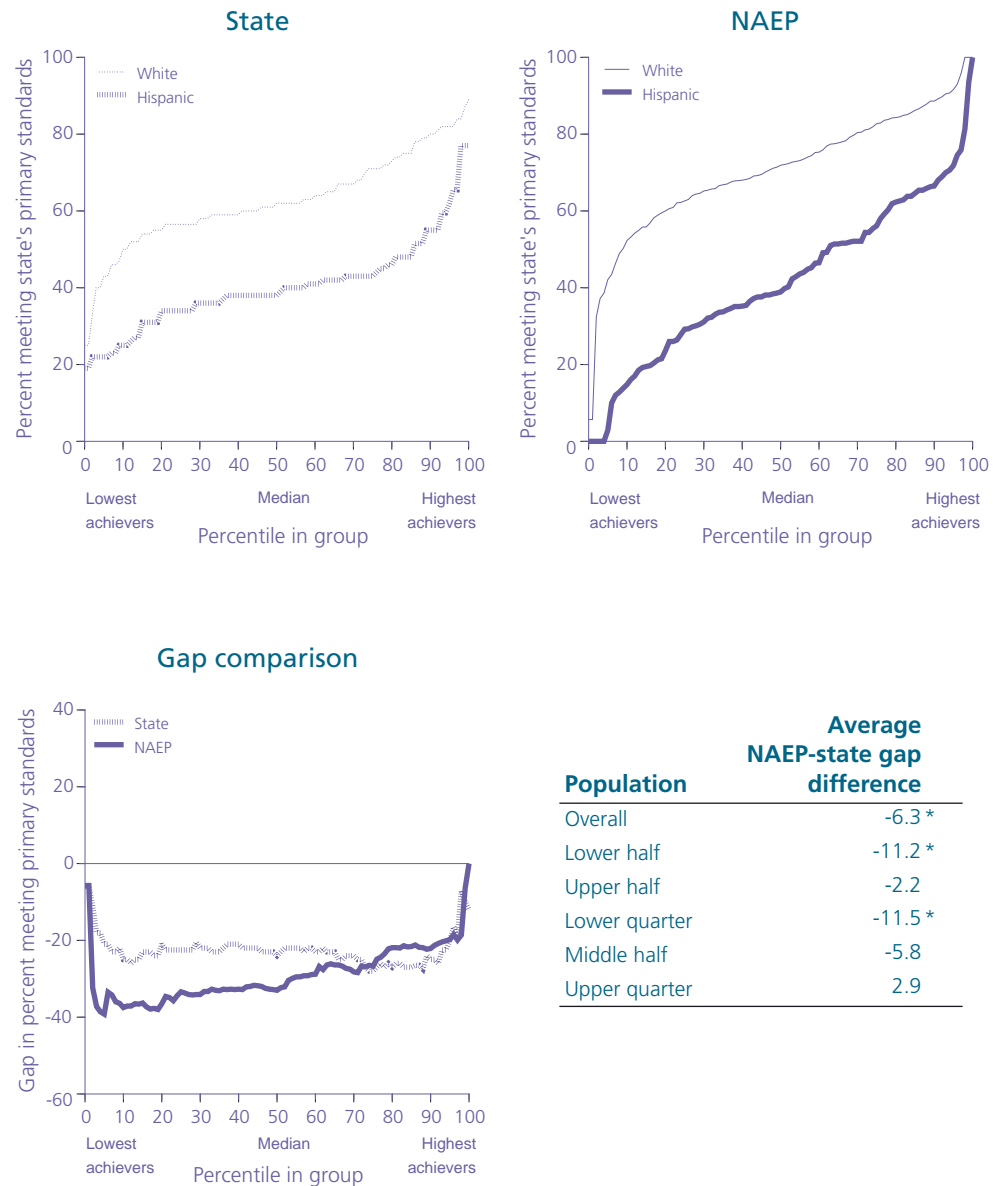 State
Percent meeting state's primary standards
White
Hispanic
100
80
60
40
20
0
0 10 20 30 40 50 60 70 80 90 100
Lowest achievers
Median
Highest achievers
Percentile in group
NAEP
Percent meeting state's primary standards
White
Hispanic
100
80
60
40
20
0
0 10 20 30 40 50 60 70 80 90 100
Lowest achievers
Median
Highest achievers
Percentile in group
Gap comparison
Gap in percent meeting primary standards
State
NAEP
40
20
0
-20
-40
-60
0 10 20 30 40 50 60 70 80 90 100
Lowest achievers
Median
Highest achievers
Percentile in group
Population Average NAEP-state gap difference
Overall -6.3 *
Lower half -11.2 *
Upper half -2.2
Lower quarter -11.5 *
Middle half -5.8
Upper quarter 2.9